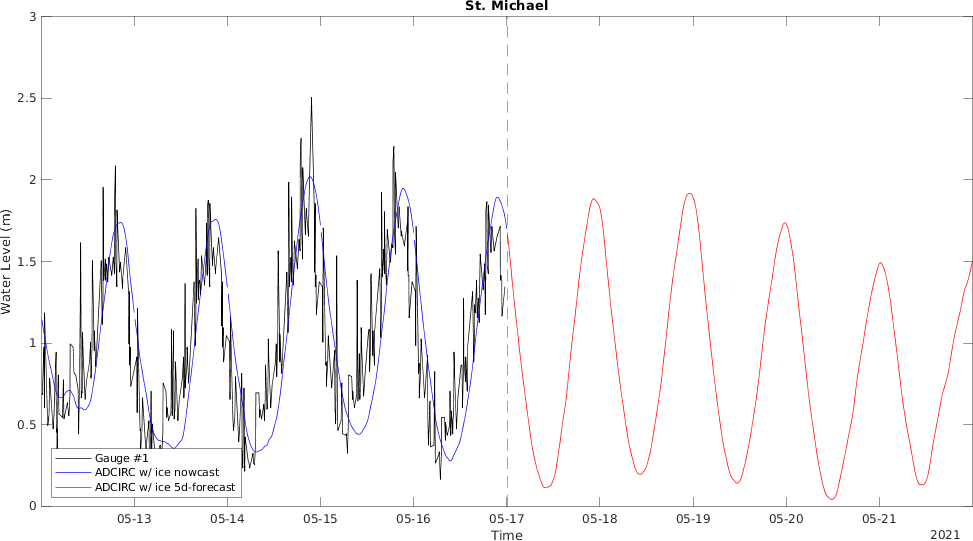 St. Michael
3
2.5
2
1.5
1
0.5
0
Water Level (m)
Gauge #1
ADCIRC w/ ice nowcast
ADCIRC w/ ice 5d-forecast
05-13 05-14 05-15 05-16 05-17 05-18 05-19 05-20 05-21
Time
2021